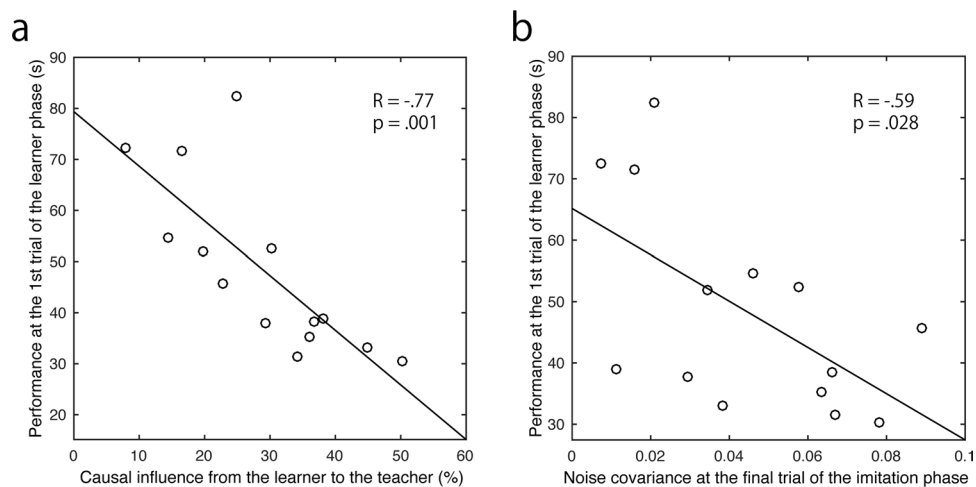 a
Performance at the 1st trial of the learner phase (s)
90
80
70
60
50
40
30
20
R = -.77
p = .001
0
10
20
30
40
50
60
Causal influence from the learner to the teacher (%)
b
Performance at the 1st trial of the learner phase (s)
90
80
70
60
50
40
30
R = -.59
p = .028
0
0.02
0.04
0.06
0.08
0.1
Noise covariance at the final trial of the imitation phase